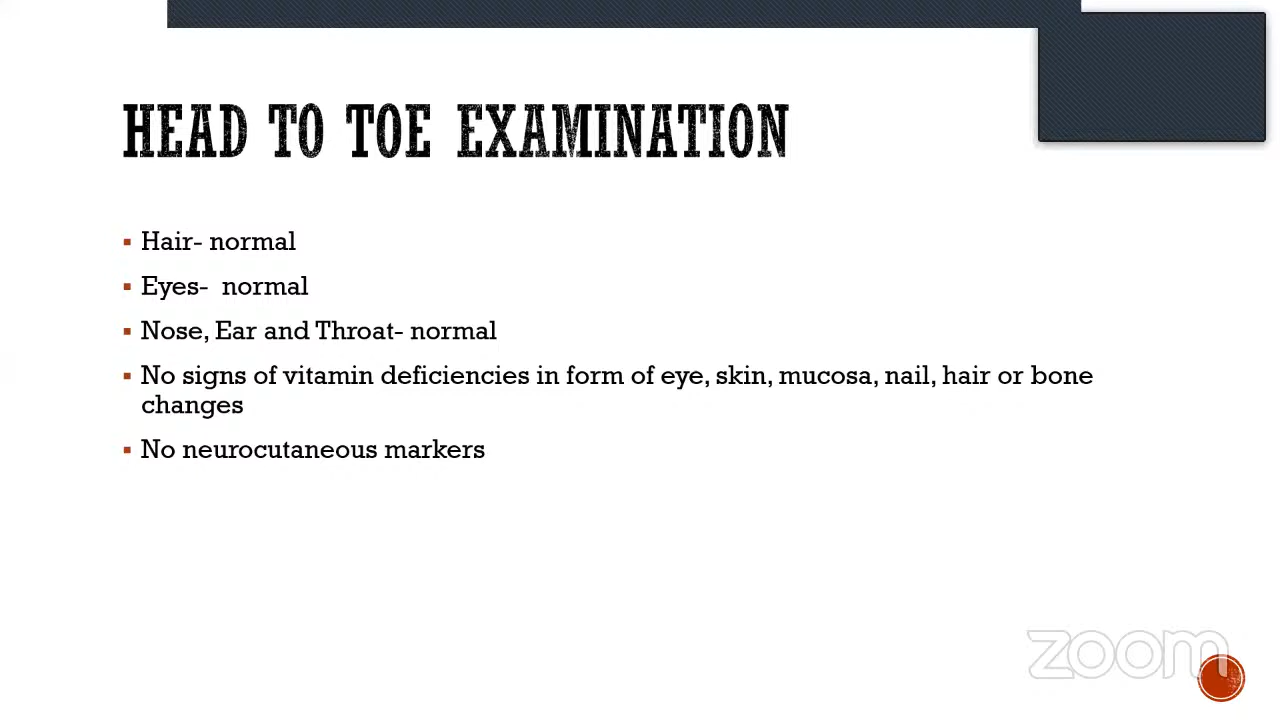 HEAD TO TOE EXAMINATION
Hair- normal
Eyes- normal
Nose, Ear and Throat- normal
No signs of vitamin deficiencies in form of eye, skin, mucosa, nail, hair or bone
changes
No neurocutaneous markers
zoom